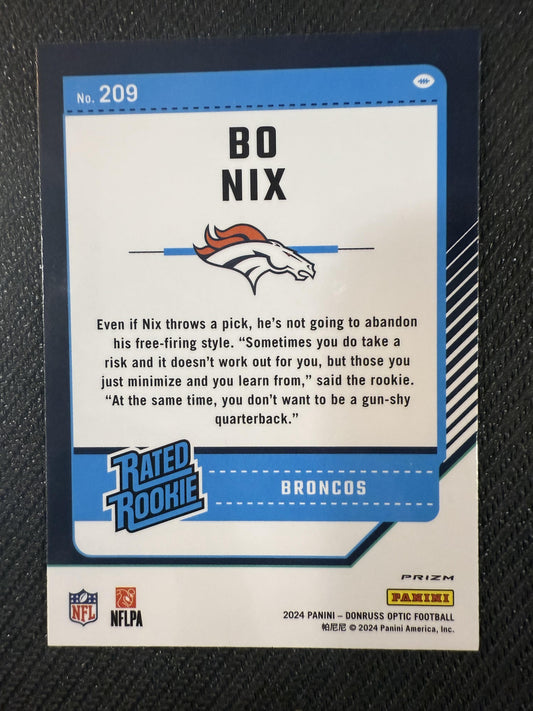 No. 209
BO
NIX
Even if Nix throws a pick, he's not going to abandon
his free-firing style. “Sometimes you do take a
risk and it doesn't work out for you, but those you
just minimize and you learn from,” said the rookie.
“At the same time, you don't want to be a gun-shy
quarterback.”
RATED
ROOKIE
BRONCOS
PRIZM
PANINI
NFL
NFLPA
2024 PANINI – DONRUSS OPTIC FOOTBALL
帕尼尼 © 2024 Panini America, Inc.